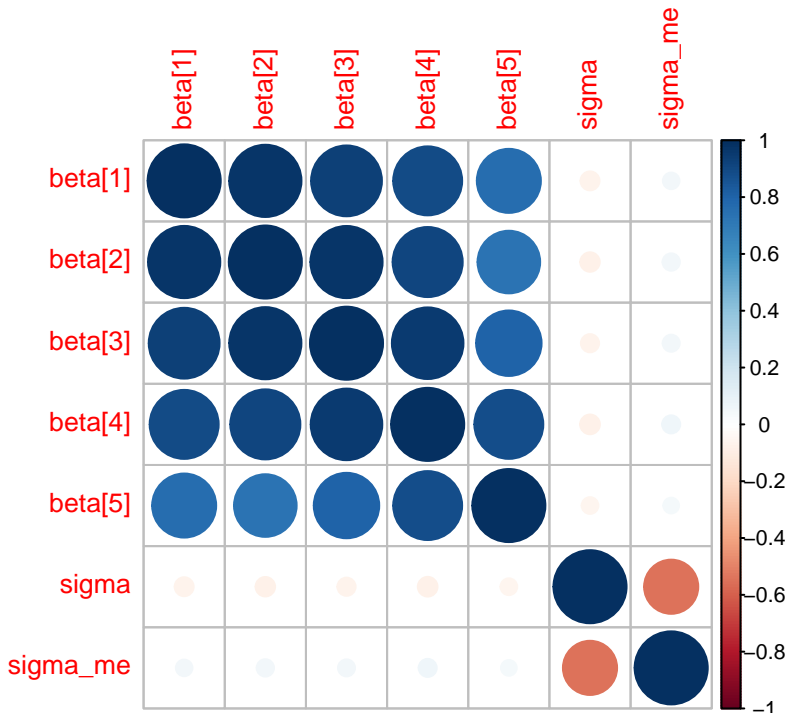 beta[1]
beta[2]
beta[3]
beta[4]
beta[5]
sigma
sigma_me
beta[1]
beta[2]
beta[3]
beta[4]
beta[5]
sigma
sigma_me
1
0.8
0.6
0.4
0.2
0
−0.2
−0.4
−0.6
−0.8
−1